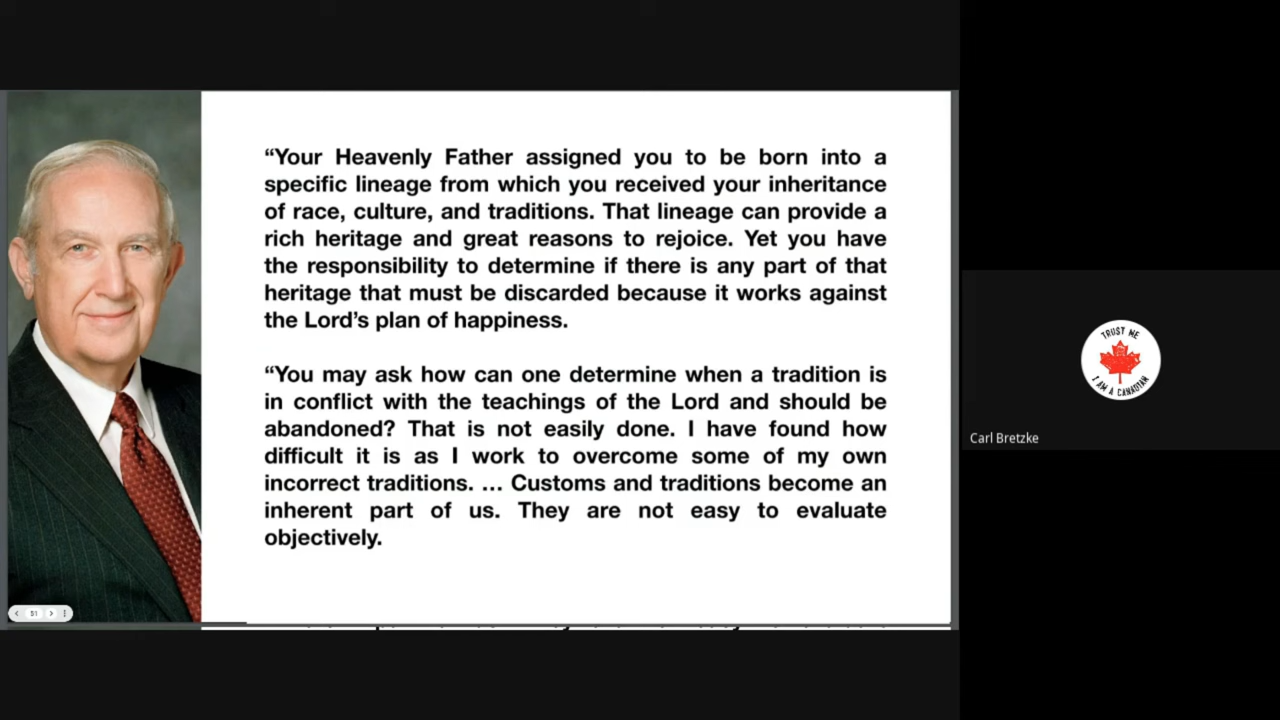 “Your Heavenly Father assigned you to be born into a
specific lineage from which you received your inheritance
of race, culture, and traditions. That lineage can provide a
rich heritage and great reasons to rejoice. Yet you have
the responsibility to determine if there is any part of that
heritage that must be discarded because it works against
the Lord’s plan of happiness.
“You may ask how can one determine when a tradition is
in conflict with the teachings of the Lord and should be
abandoned? That is not easily done. I have found how
difficult it is as I work to overcome some of my own
incorrect traditions. … Customs and traditions become an
inherent part of us. They are not easy to evaluate
objectively.
51
TRUST ME
I AM A CANADIAN
Carl Bretzke